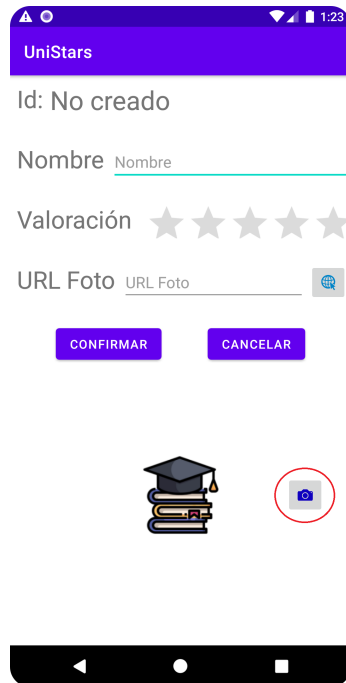 1:23
UniStars
Id: No creado
Nombre Nombre
Valoración
URL Foto URL Foto
CONFIRMAR CANCELAR